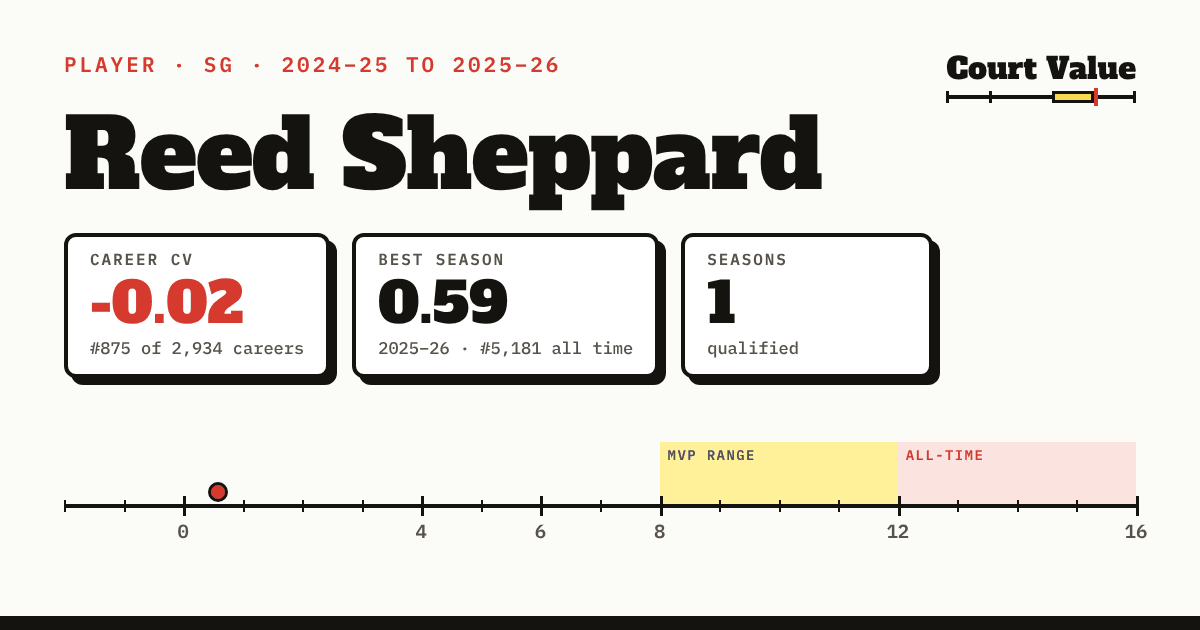 PLAYER · SG · 2024–25 TO 2025–26
Court Value
Reed Sheppard
CAREER CV
-0.02
#875 of 2,934 careers
BEST SEASON
0.59
2025–26 · #5,181 all time
SEASONS
1
qualified
MVP RANGE
ALL-TIME
0 4 6 8 12 16